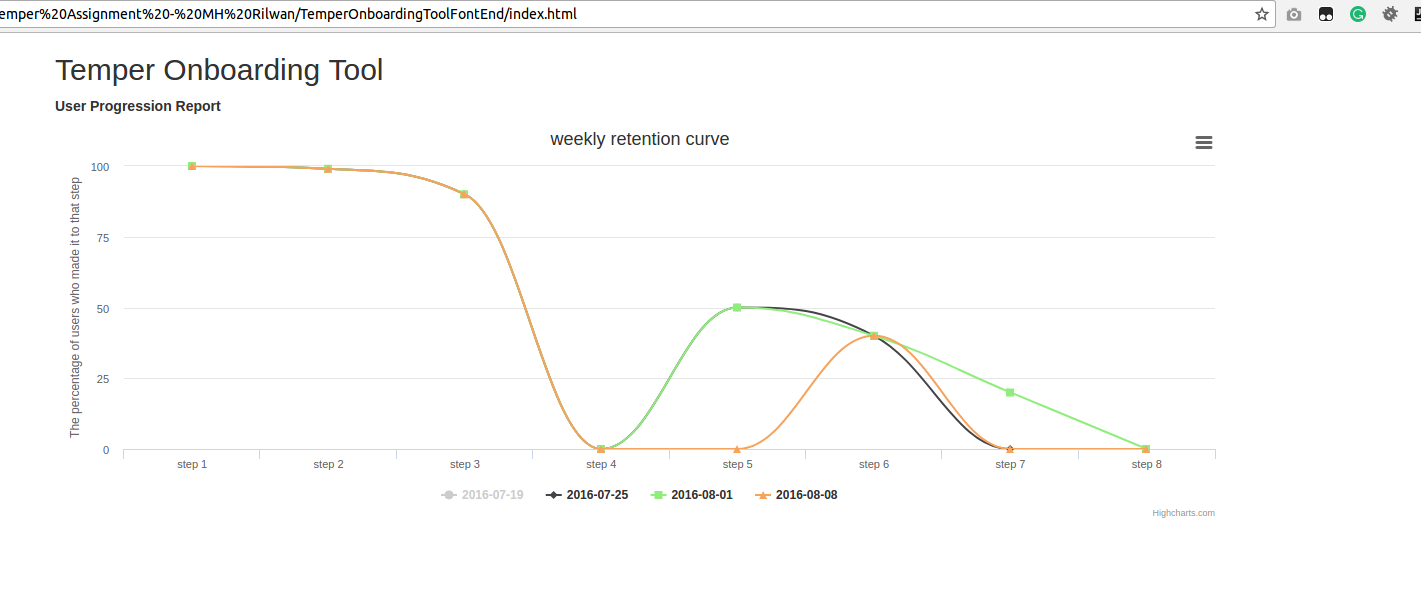 emper%20Assignment%20-%20MH%20Rilwan/TemperOnboardingToolFontEnd/index.html
Temper Onboarding Tool
User Progression Report
weekly retention curve
The percentage of users who made it to that step
100
75
50
25
0
step 1 step 2 step 3 step 4 step 5 step 6 step 7 step 8
2016-07-19 2016-07-25 2016-08-01 2016-08-08
Highcharts.com